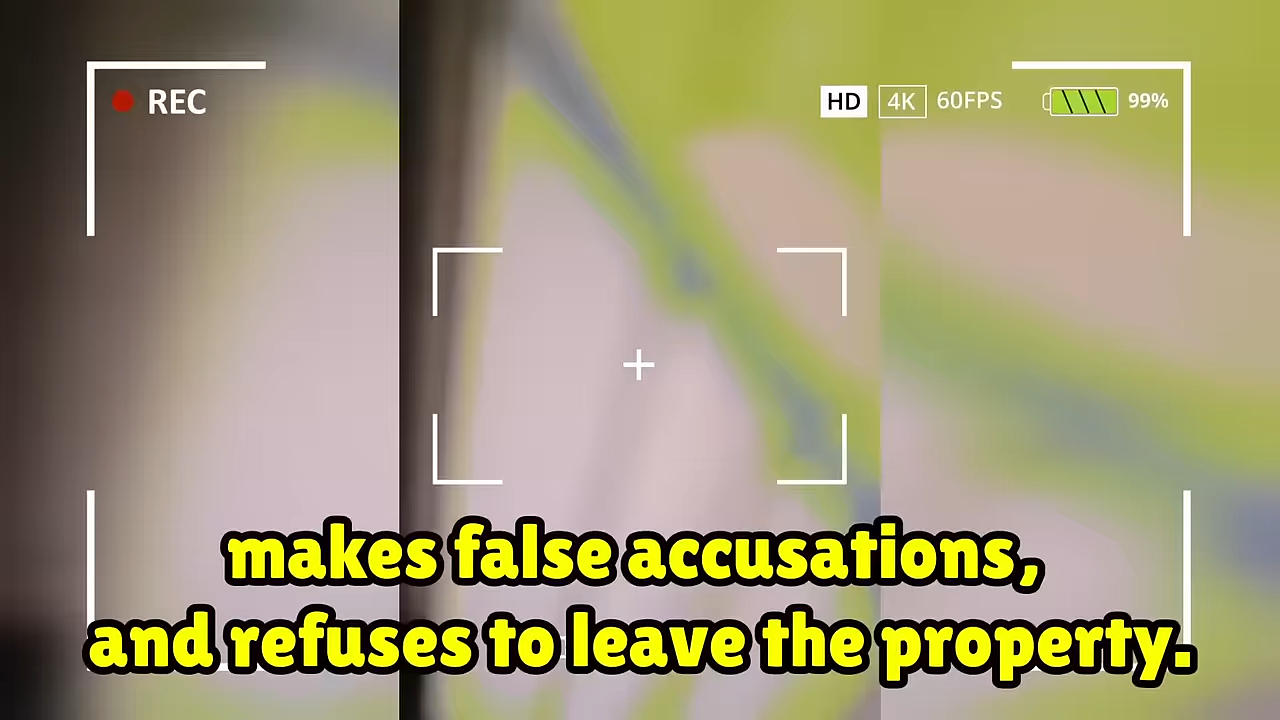 REC
HD 4K 60FPS 99%
makes false accusations,
and refuses to leave the property.